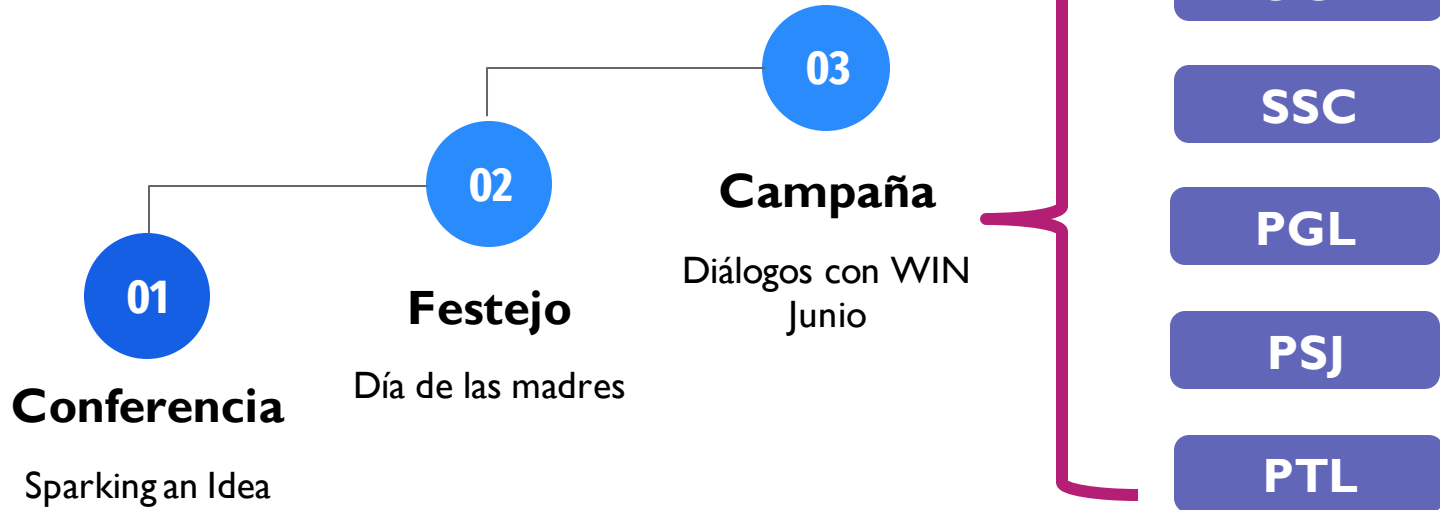 03
SSC
02
Campaña
PGL
Diálogos con WIN
Junio
01
Festejo
PSJ
Día de las madres
Conferencia
PTL
Sparking an Idea